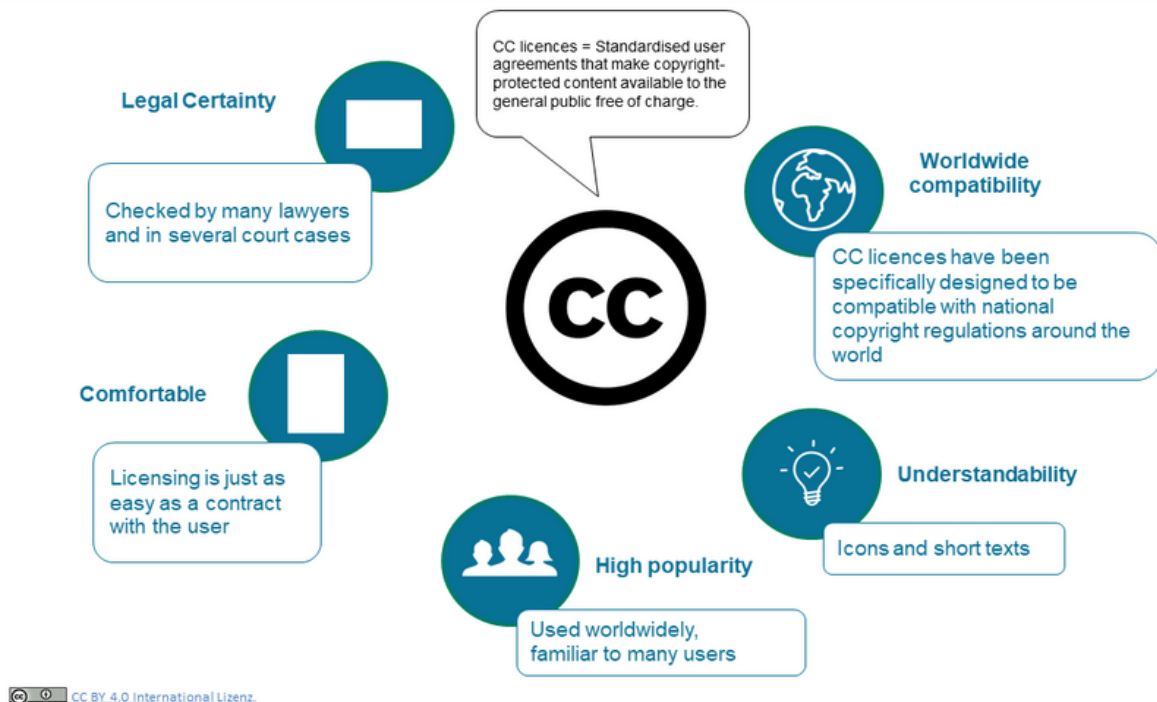 CC licences = Standardised user
agreements that make copyright-
protected content available to the
general public free of charge.
Legal Certainty
Checked by many lawyers
and in several court cases
Worldwide
compatibility
CC licences have been
specifically designed to be
compatible with national
copyright regulations around the
world
cc
Comfortable
Licensing is just as
easy as a contract
with the user
Understandability
Icons and short texts
High popularity
Used worldwidely,
familiar to many users
cc CC BY 4.0 International Lizenz.